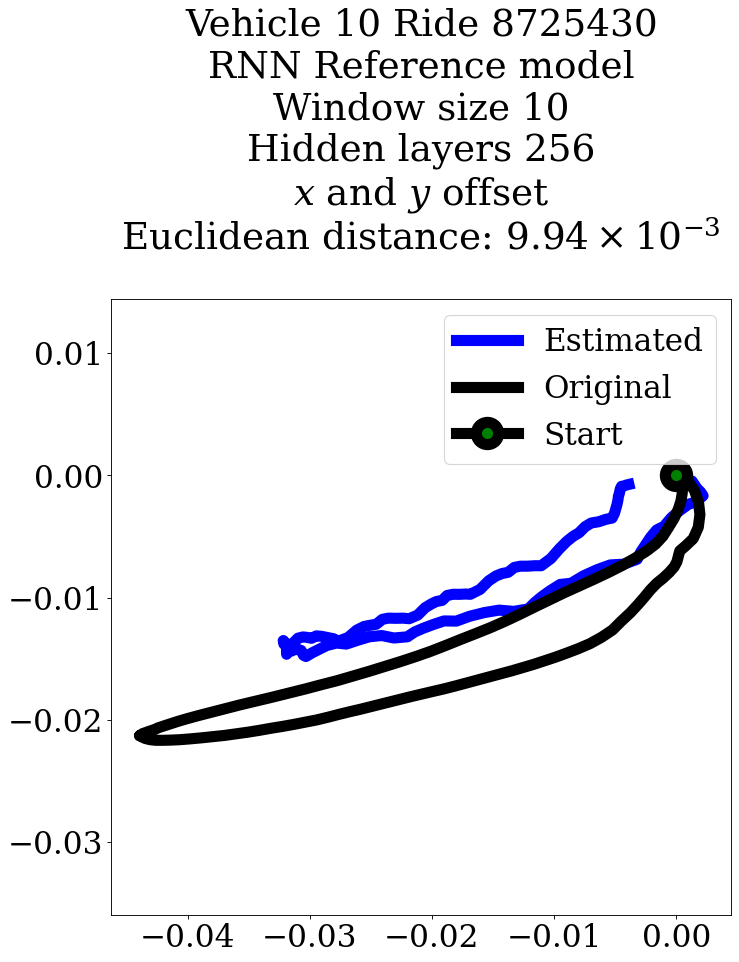 Vehicle 10 Ride 8725430
RNN Reference model
Window size 10
Hidden layers 256
x and y offset
Euclidean distance: 9.94 × 10⁻³
Estimated
Original
Start
0.01
0.00
−0.01
−0.02
−0.03
−0.04 −0.03 −0.02 −0.01 0.00